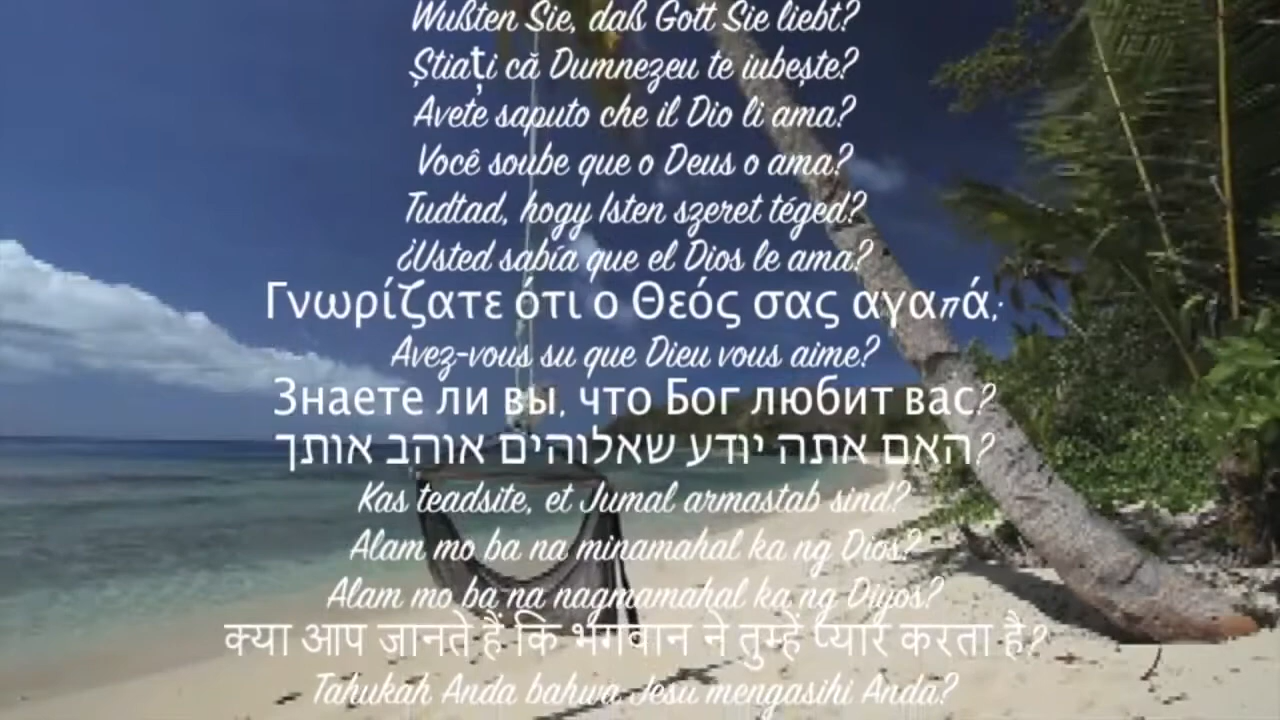 Wußten Sie, daß Gott Sie liebt?
Știați că Dumnezeu te iubește?
Avete saputo che il Dio li ama?
Você soube que o Deus o ama?
Tudtad, hogy Isten szeret téged?
¿Usted sabía que el Dios le ama?
Γνωρίζατε ότι ο Θεός σας αγαπά;
Avez-vous su que Dieu vous aime?
Знаете ли вы, что Бог любит вас?
האם אתה יודע שאלוהים אוהב אותך?
Kas teadsite, et Jumal armastab sind?
Alam mo ba na minamahal ka ng Dios?
Alam mo ba na nagmamahal ka ng Diyos?
क्या आप जानते हैं कि भगवान ने तुम्हें प्यार करता है?
Tahukah Anda bahwa Jesu mengasihi Anda?